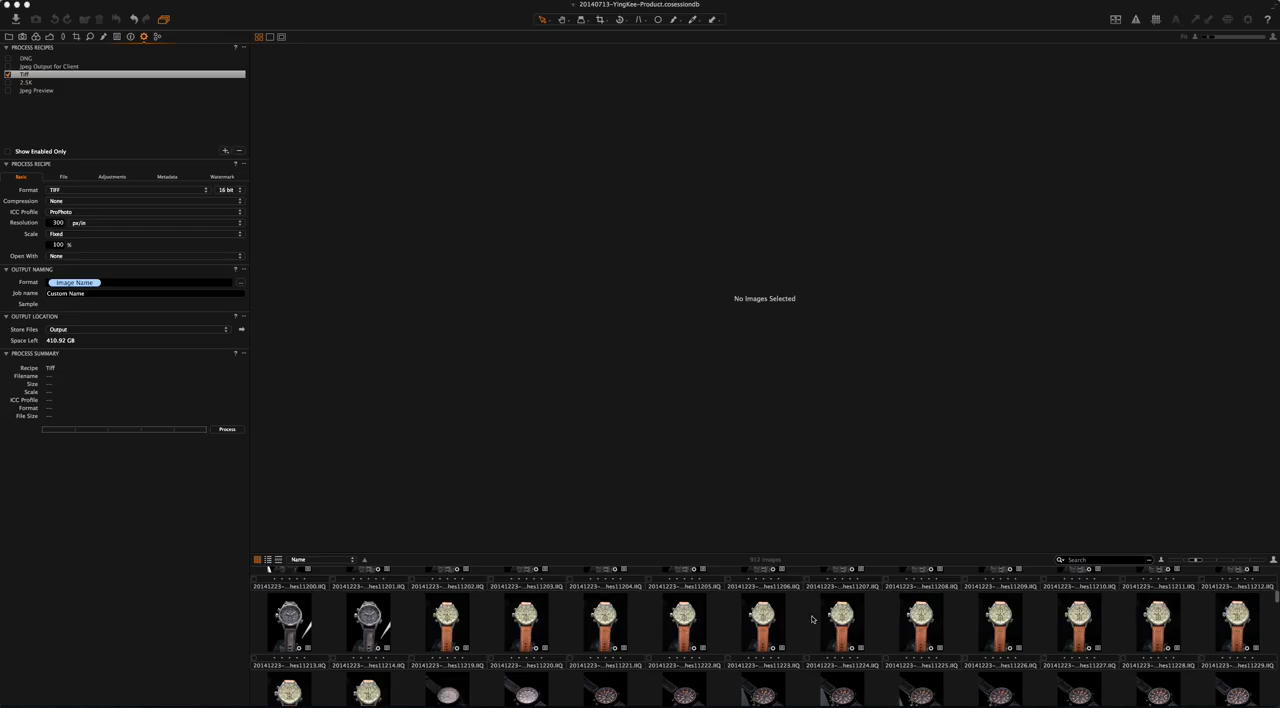 20140713-YingKee-Product.cosessiondb
PROCESS RECIPES
DNG
Jpeg Output for Client
Tiff
2.5K
Jpeg Preview
Show Enabled Only
PROCESS RECIPE
Basic File Adjustments Metadata Watermark
Format TIFF 16 bit
Compression None
ICC Profile ProPhoto
Resolution 300 px/in
Scale Fixed
100 %
Open With None
OUTPUT NAMING
Format Image Name
Job name Custom Name
Sample
OUTPUT LOCATION
Store Files Output
Space Left 410.92 GB
PROCESS SUMMARY
Recipe Tiff
Filename ---
Size ---
Scale ---
ICC Profile ---
Format ---
File Size ---
Process
Fit
No Images Selected
Name 912 images Search
20141223-...hes11200.IIQ 20141223-...hes11201.IIQ 20141223-...hes11202.IIQ 20141223-...hes11203.IIQ 20141223-...hes11204.IIQ 20141223-...hes11205.IIQ 20141223-...hes11206.IIQ 20141223-...hes11207.IIQ 20141223-...hes11208.IIQ 20141223-...hes11209.IIQ 20141223-...hes11210.IIQ 20141223-...hes11211.IIQ 20141223-...hes11212.IIQ
20141223-...hes11213.IIQ 20141223-...hes11214.IIQ 20141223-...hes11219.IIQ 20141223-...hes11220.IIQ 20141223-...hes11221.IIQ 20141223-...hes11222.IIQ 20141223-...hes11223.IIQ 20141223-...hes11224.IIQ 20141223-...hes11225.IIQ 20141223-...hes11226.IIQ 20141223-...hes11227.IIQ 20141223-...hes11228.IIQ 20141223-...hes11229.IIQ